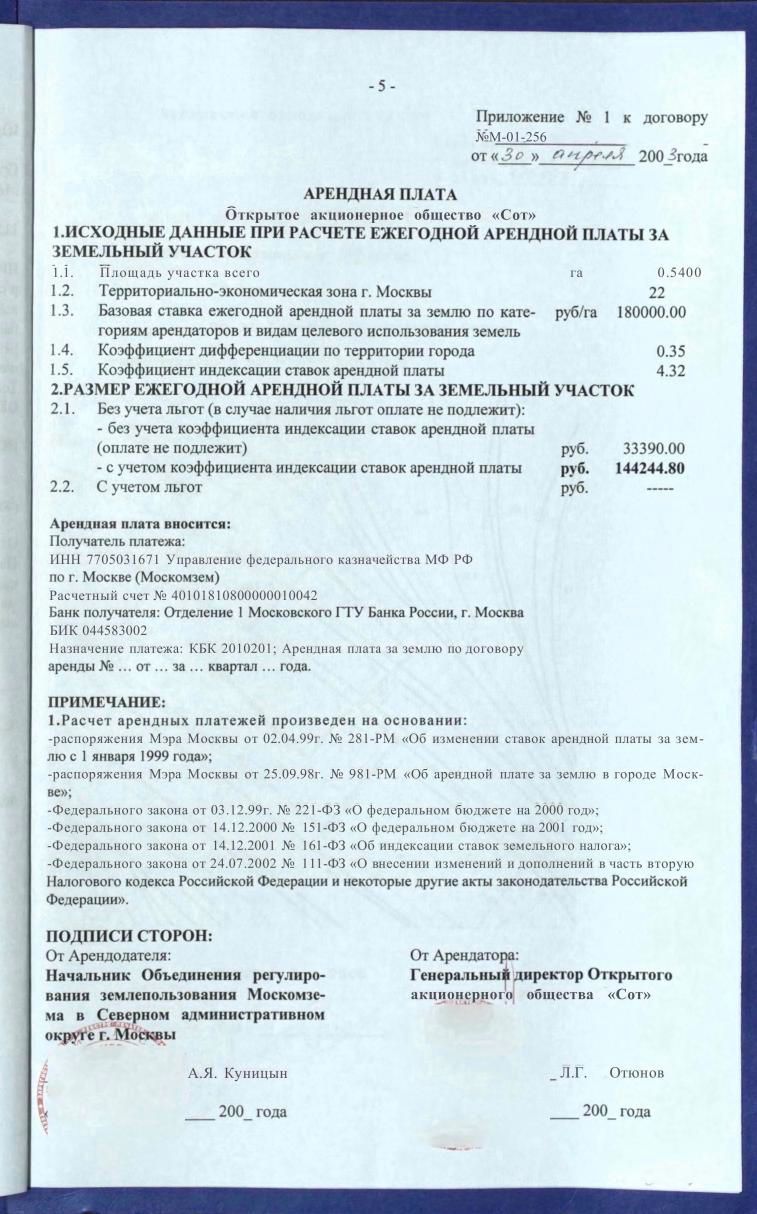 - 5 -
Приложение № 1 к договору
№М-01-256
от «30» апреля 2003года
АРЕНДНАЯ ПЛАТА
Открытое акционерное общество «Сот»
1.ИСХОДНЫЕ ДАННЫЕ ПРИ РАСЧЕТЕ ЕЖЕГОДНОЙ АРЕНДНОЙ ПЛАТЫ ЗА
ЗЕМЕЛЬНЫЙ УЧАСТОК
1.1. Площадь участка всего га 0.5400
1.2. Территориально-экономическая зона г. Москвы 22
1.3. Базовая ставка ежегодной арендной платы за землю по кате- руб/га 180000.00
гориям арендаторов и видам целевого использования земель
1.4. Коэффициент дифференциации по территории города 0.35
1.5. Коэффициент индексации ставок арендной платы 4.32
2.РАЗМЕР ЕЖЕГОДНОЙ АРЕНДНОЙ ПЛАТЫ ЗА ЗЕМЕЛЬНЫЙ УЧАСТОК
2.1. Без учета льгот (в случае наличия льгот оплате не подлежит):
- без учета коэффициента индексации ставок арендной платы
(оплате не подлежит) руб. 33390.00
- с учетом коэффициента индексации ставок арендной платы руб. 144244.80
2.2. С учетом льгот руб. -----
Арендная плата вносится:
Получатель платежа:
ИНН 7705031671 Управление федерального казначейства МФ РФ
по г. Москве (Москомзем)
Расчетный счет № 40101810800000010042
Банк получателя: Отделение 1 Московского ГТУ Банка России, г. Москва
БИК 044583002
Назначение платежа: КБК 2010201; Арендная плата за землю по договору
аренды № ... от ... за ... квартал ... года.
ПРИМЕЧАНИЕ:
1.Расчет арендных платежей произведен на основании:
-распоряжения Мэра Москвы от 02.04.99г. № 281-РМ «Об изменении ставок арендной платы за зем-
лю с 1 января 1999 года»;
-распоряжения Мэра Москвы от 25.09.98г. № 981-РМ «Об арендной плате за землю в городе Моск-
ве»;
-Федерального закона от 03.12.99г. № 221-ФЗ «О федеральном бюджете на 2000 год»;
-Федерального закона от 14.12.2000 № 151-ФЗ «О федеральном бюджете на 2001 год»;
-Федерального закона от 14.12.2001 № 161-ФЗ «Об индексации ставок земельного налога»;
-Федерального закона от 24.07.2002 № 111-ФЗ «О внесении изменений и дополнений в часть вторую
Налогового кодекса Российской Федерации и некоторые другие акты законодательства Российской
Федерации».
ПОДПИСИ СТОРОН:
От Арендодателя: От Арендатора:
Начальник Объединения регулиро- Генеральный директор Открытого
вания землепользования Москомзе- акционерного общества «Сот»
ма в Северном административном
округе г. Москвы
А.Я. Куницын _ Л.Г. Отюнов
____ 200_ года ____ 200_ года